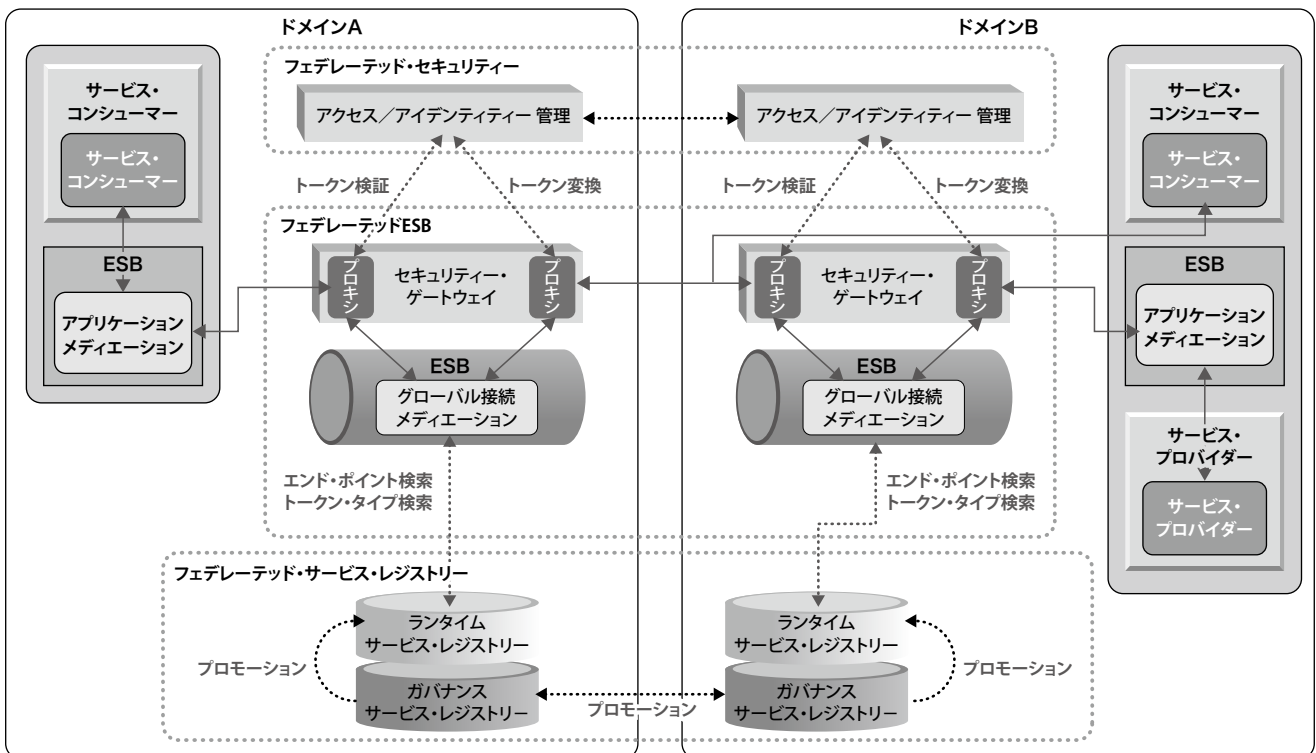 ドメインA
ドメインB
フェデレーテッド・セキュリティー
アクセス／アイデンティティー 管理
アクセス／アイデンティティー 管理
サービス・
コンシューマー
サービス・
コンシューマー
サービス・
コンシューマー
サービス・
コンシューマー
トークン検証
トークン変換
トークン検証
トークン変換
フェデレーテッドESB
ESB
アプリケーション
メディエーション
プロキシ
セキュリティー・
ゲートウェイ
プロキシ
プロキシ
セキュリティー・
ゲートウェイ
プロキシ
ESB
アプリケーション
メディエーション
ESB
グローバル接続
メディエーション
ESB
グローバル接続
メディエーション
サービス・
プロバイダー
サービス・
プロバイダー
エンド・ポイント検索
トークン・タイプ検索
エンド・ポイント検索
トークン・タイプ検索
フェデレーテッド・サービス・レジストリー
ランタイム
サービス・レジストリー
ランタイム
サービス・レジストリー
プロモーション
プロモーション
ガバナンス
サービス・レジストリー
プロモーション
ガバナンス
サービス・レジストリー